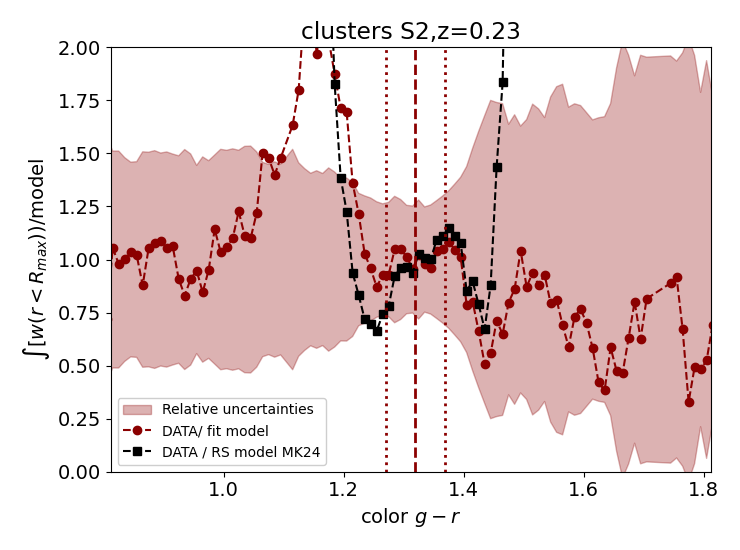 clusters S2,z=0.23
∫[w(r < R_{max}))/model
2.00
1.75
1.50
1.25
1.00
0.75
0.50
0.25
0.00
Relative uncertainties
DATA/ fit model
DATA / RS model MK24
1.0 1.2 1.4 1.6 1.8
color g − r